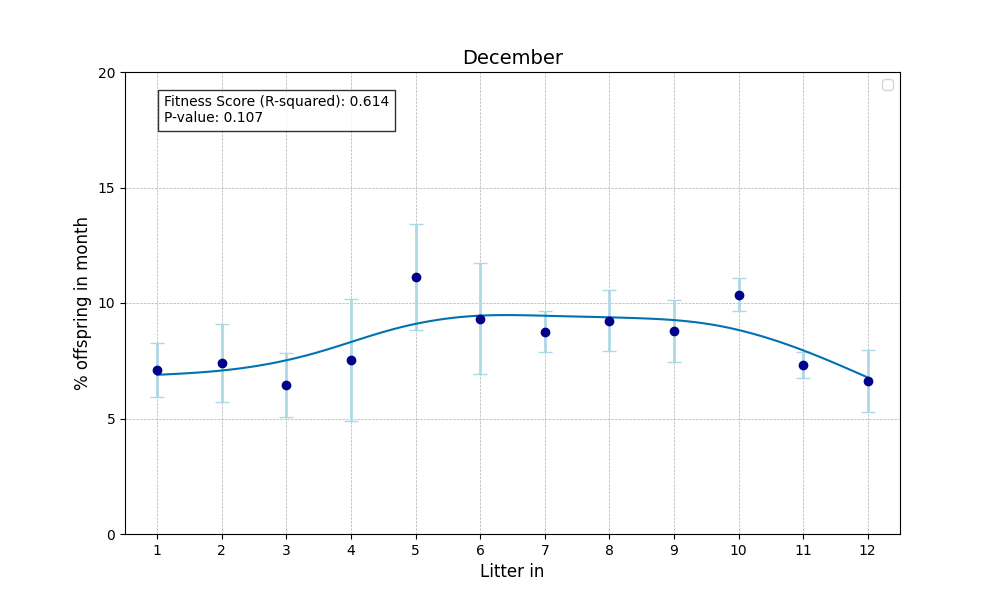 December
Fitness Score (R-squared): 0.614
P-value: 0.107
% offspring in month
20
15
10
5
0
1 2 3 4 5 6 7 8 9 10 11 12
Litter in